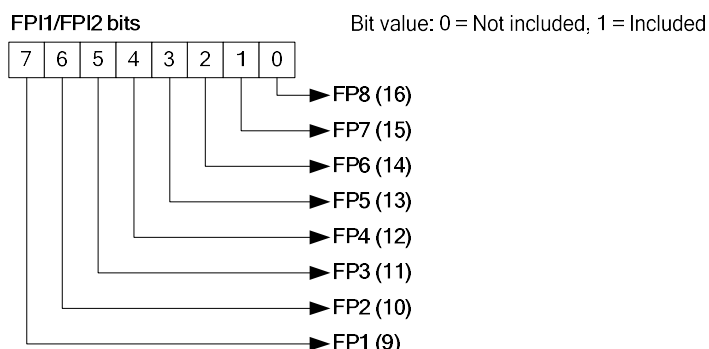 FPI1/FPI2 bits
Bit value: 0 = Not included, 1 = Included
7 6 5 4 3 2 1 0
FP8 (16)
FP7 (15)
FP6 (14)
FP5 (13)
FP4 (12)
FP3 (11)
FP2 (10)
FP1 (9)